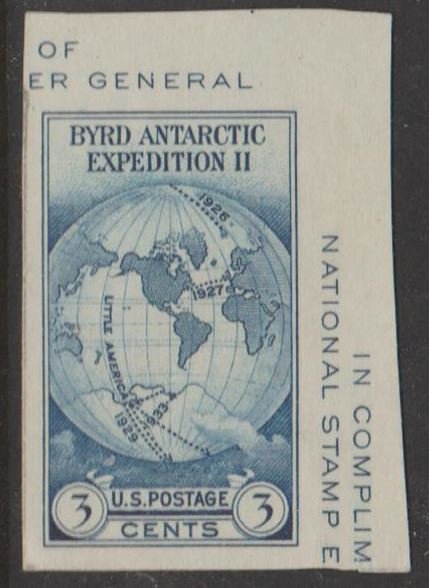 OF
ER GENERAL
BYRD ANTARCTIC
EXPEDITION II
1926
1927
LITTLE AMERICA
1933
1929
3 U.S. POSTAGE 3
CENTS
IN COMPLIM
NATIONAL STAMP E